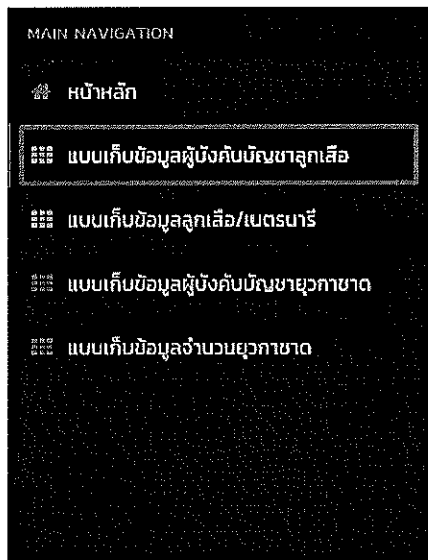 MAIN NAVIGATION
หน้าหลัก
แบบเก็บข้อมูลผู้บังคับบัญชาลูกเสือ
แบบเก็บข้อมูลลูกเสือ/เนตรนารี
แบบเก็บข้อมูลผู้บังคับบัญชายุวกาชาด
แบบเก็บข้อมูลจำนวนยุวกาชาด